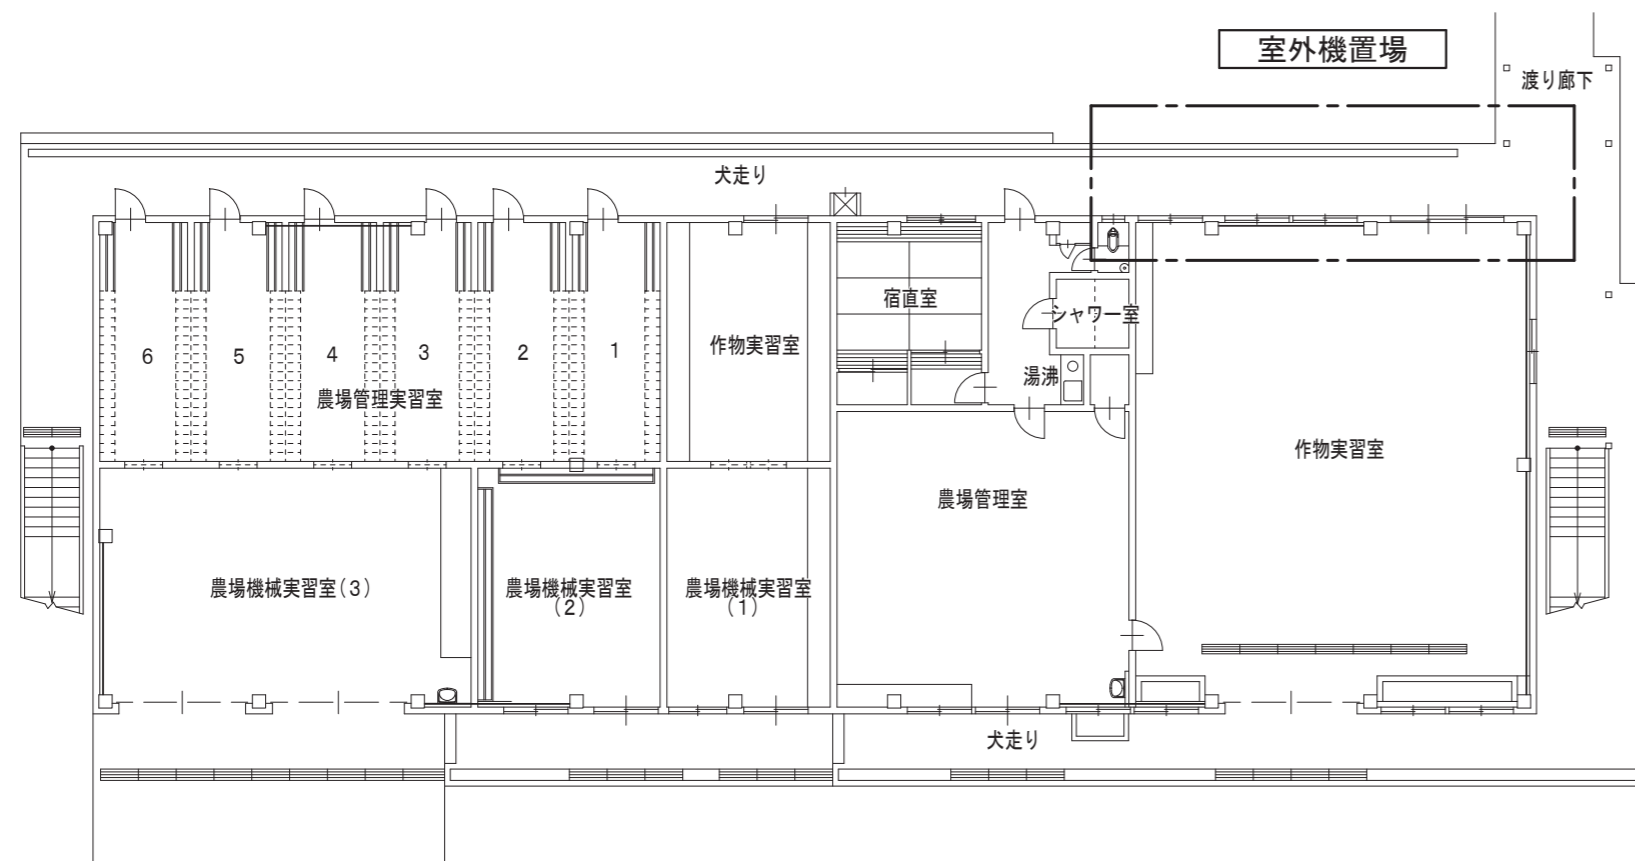 室外機置場
渡り廊下
犬走り
宿直室
シャワー室
作物実習室
6
5
4
3
2
1
農場管理実習室
湯沸
作物実習室
農場管理室
農場機械実習室(3)
農場機械実習室
(2)
農場機械実習室
(1)
犬走り